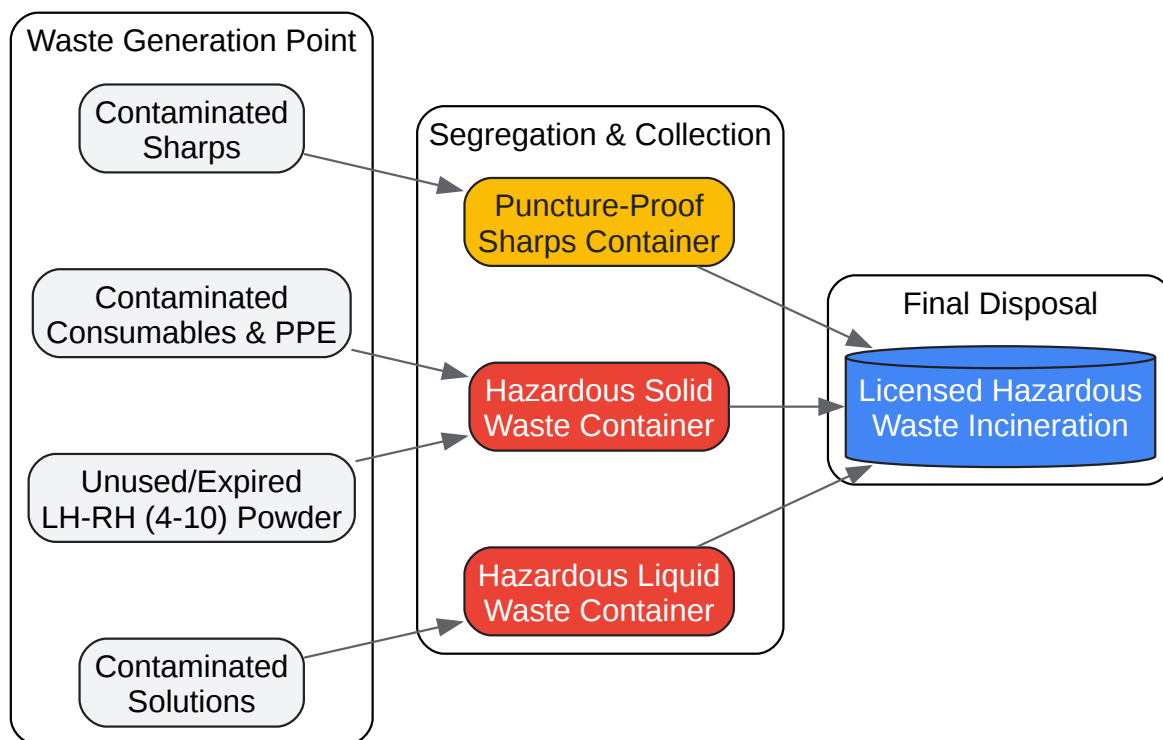 Waste Generation Point
Contaminated
Sharps
Contaminated
Consumables & PPE
Unused/Expired
LH-RH (4-10) Powder
Contaminated
Solutions
Segregation & Collection
Puncture-Proof
Sharps Container
Hazardous Solid
Waste Container
Hazardous Liquid
Waste Container
Final Disposal
Licensed Hazardous
Waste Incineration